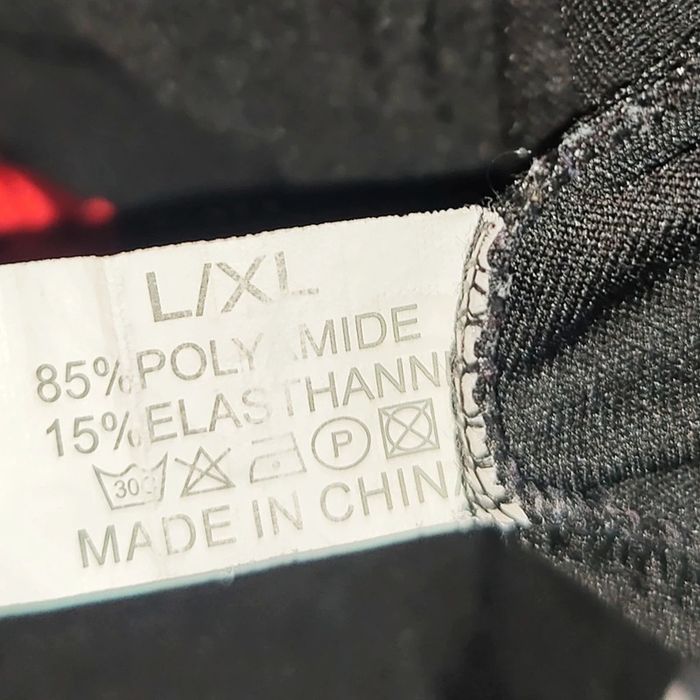 L/XL
85%POLYAMIDE
15%ELASTHANN
30
P
MADE IN CHINA